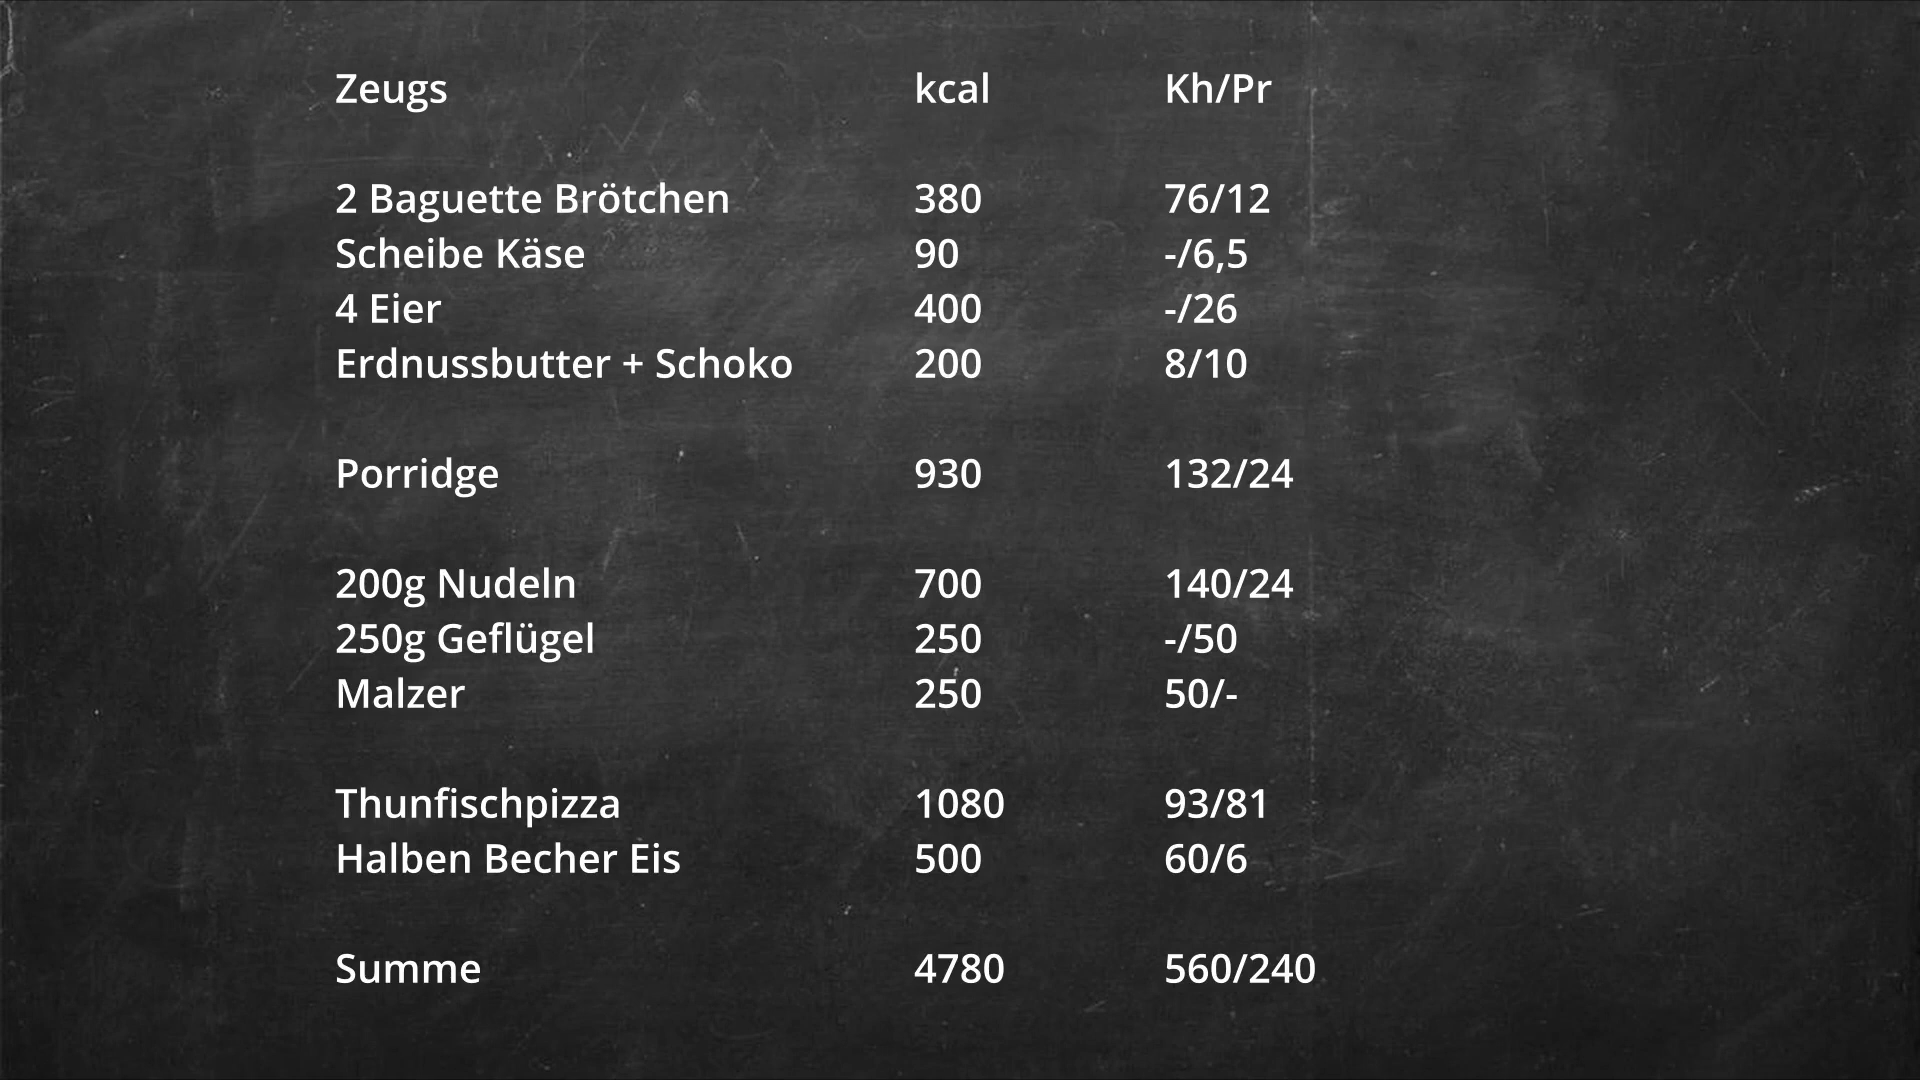 Zeugs kcal Kh/Pr
2 Baguette Brötchen 380 76/12
Scheibe Käse 90 -/6,5
4 Eier 400 -/26
Erdnussbutter + Schoko 200 8/10
Porridge 930 132/24
200g Nudeln 700 140/24
250g Geflügel 250 -/50
Malzer 250 50/-
Thunfischpizza 1080 93/81
Halben Becher Eis 500 60/6
Summe 4780 560/240